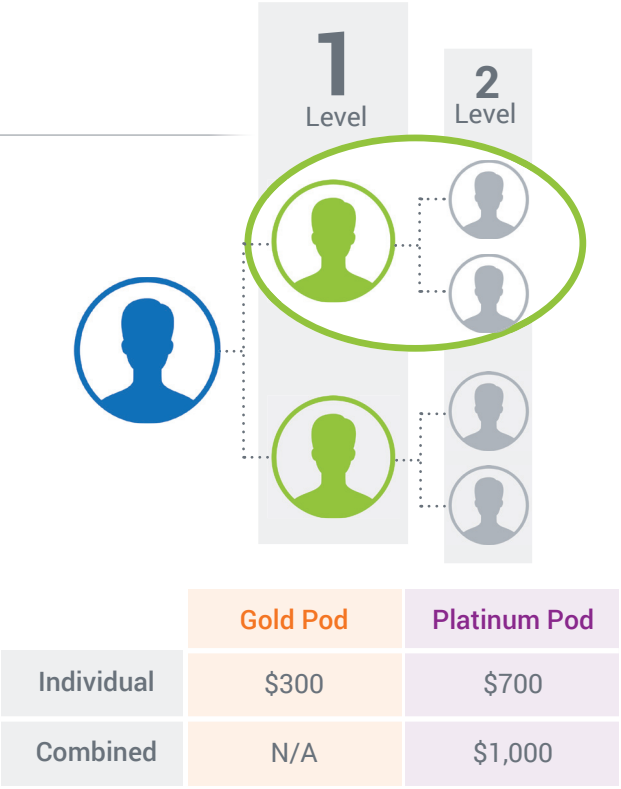 1
Level
2
Level
Gold Pod Platinum Pod
Individual $300 $700
Combined N/A $1,000